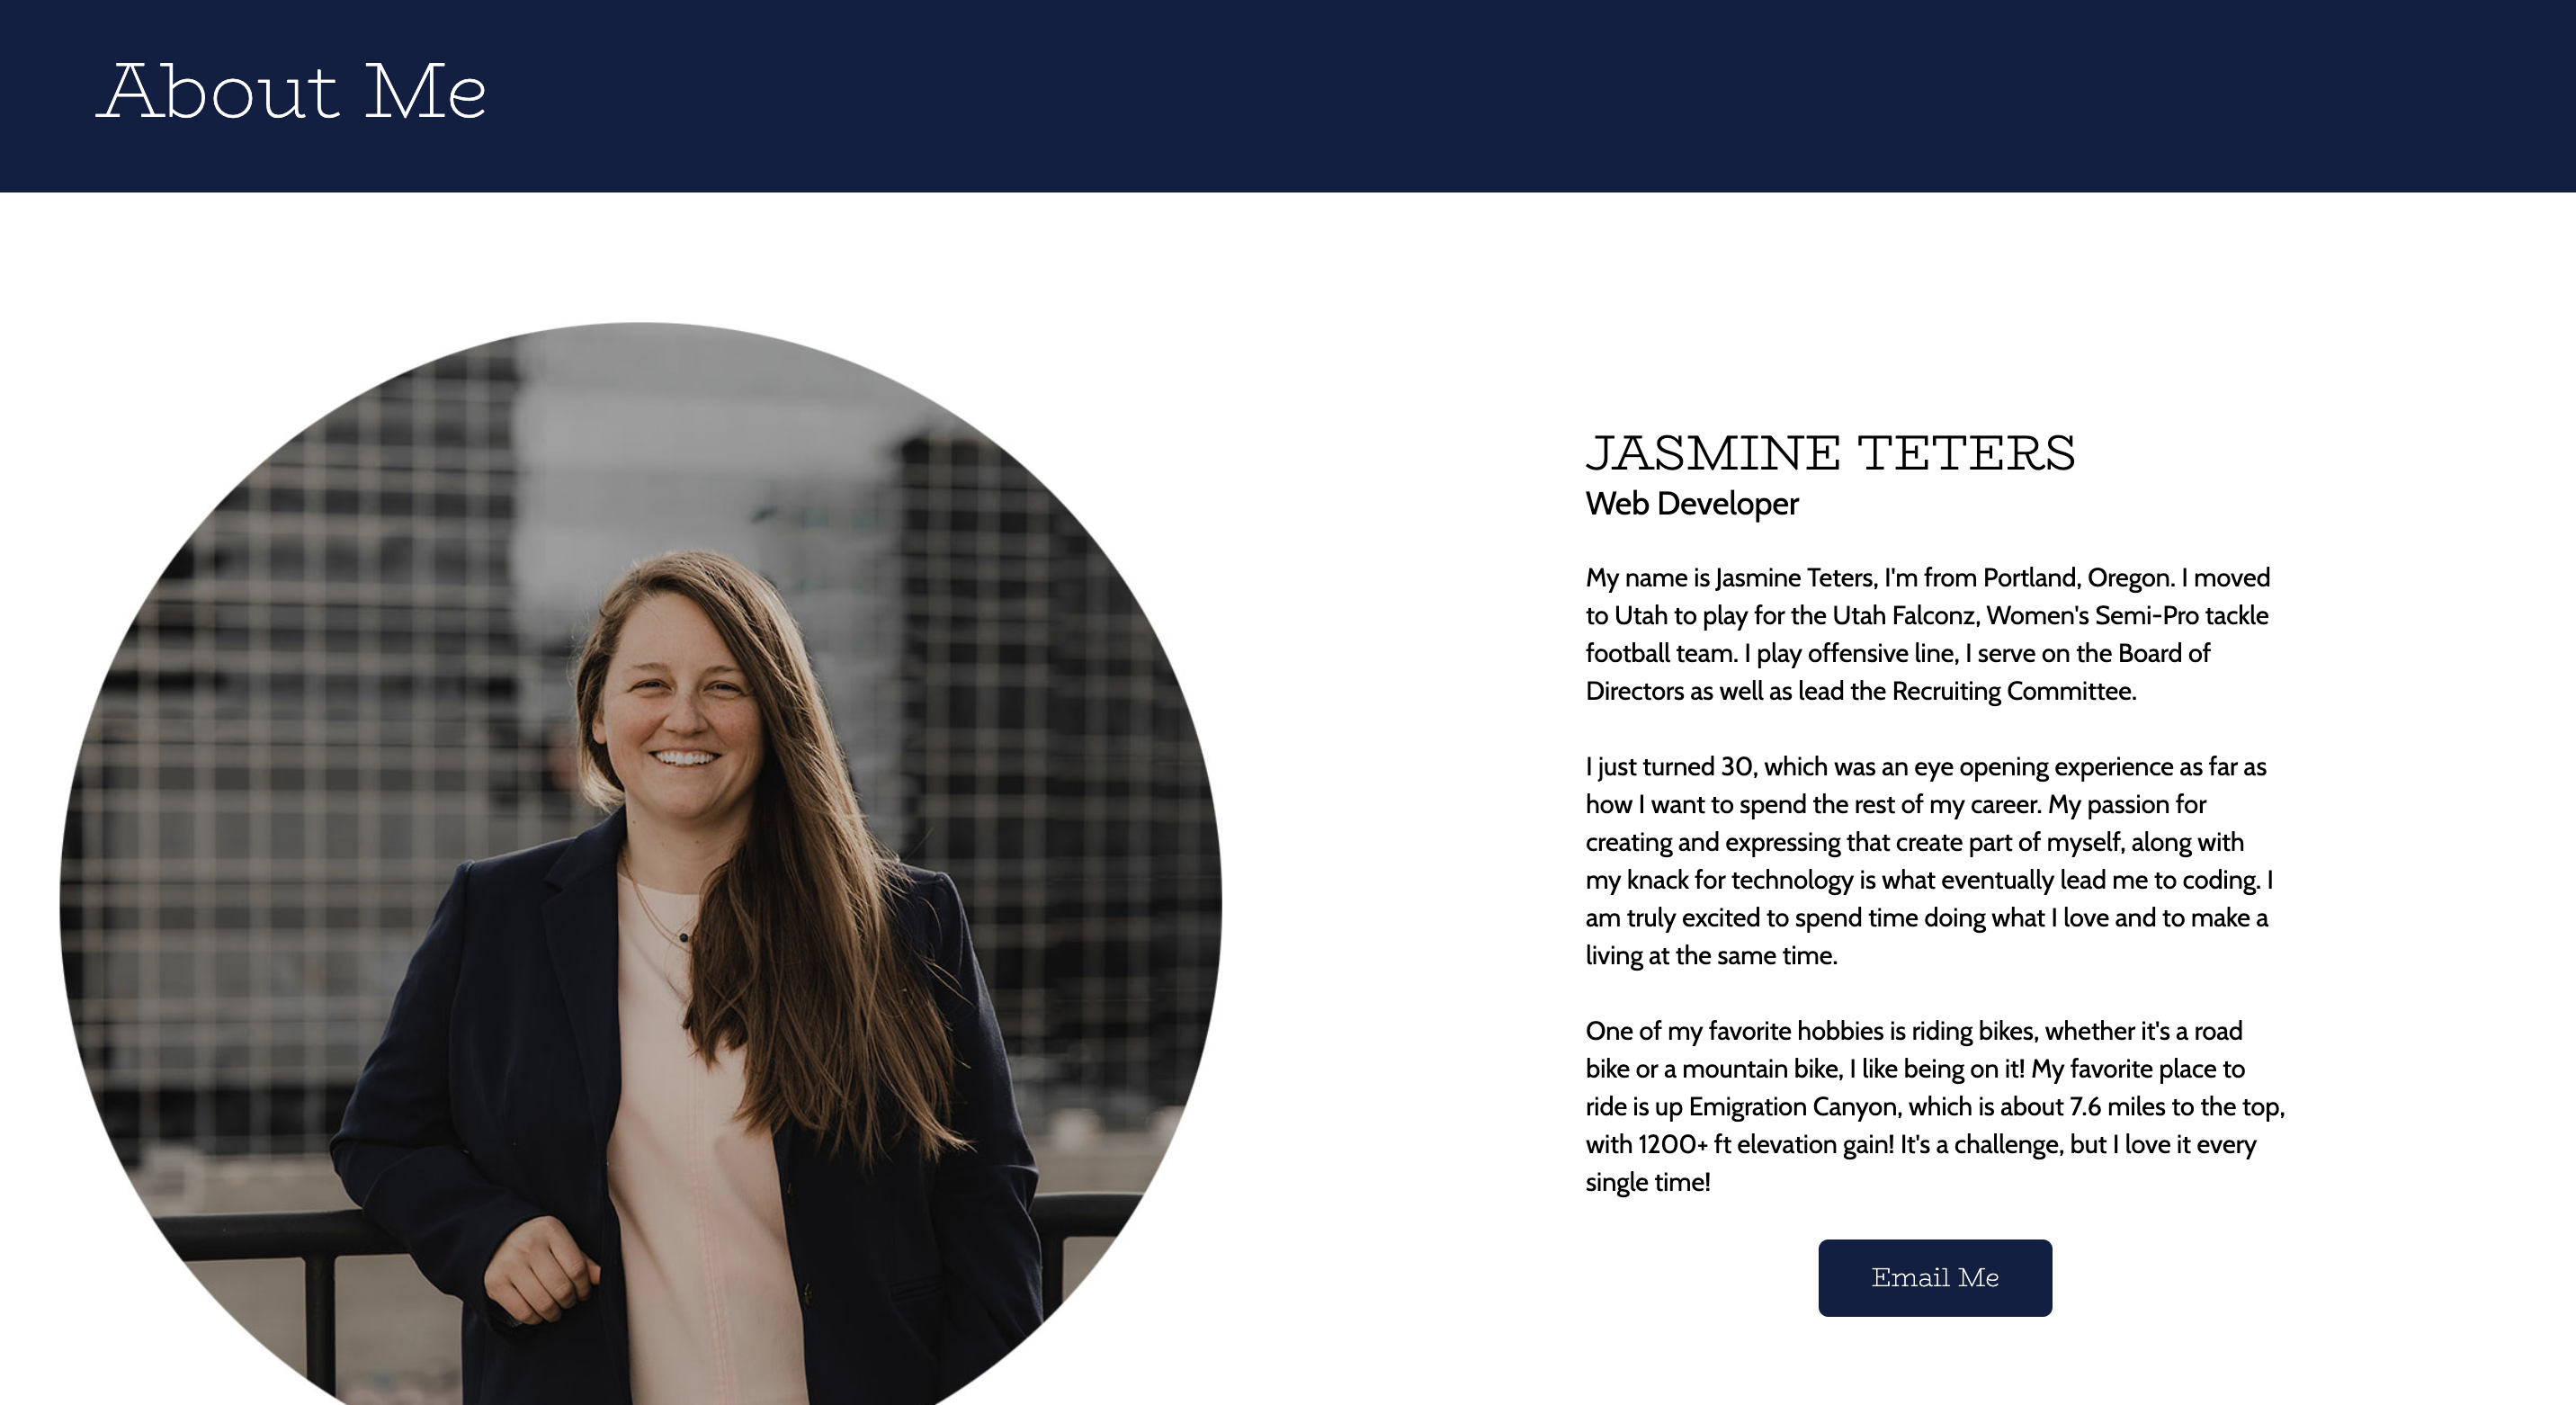 About Me
JASMINE TETERS
Web Developer
My name is Jasmine Teters, I'm from Portland, Oregon. I moved
to Utah to play for the Utah Falconz, Women's Semi-Pro tackle
football team. I play offensive line, I serve on the Board of
Directors as well as lead the Recruiting Committee.
I just turned 30, which was an eye opening experience as far as
how I want to spend the rest of my career. My passion for
creating and expressing that create part of myself, along with
my knack for technology is what eventually lead me to coding. I
am truly excited to spend time doing what I love and to make a
living at the same time.
One of my favorite hobbies is riding bikes, whether it's a road
bike or a mountain bike, I like being on it! My favorite place to
ride is up Emigration Canyon, which is about 7.6 miles to the top,
with 1200+ ft elevation gain! It's a challenge, but I love it every
single time!
Email Me